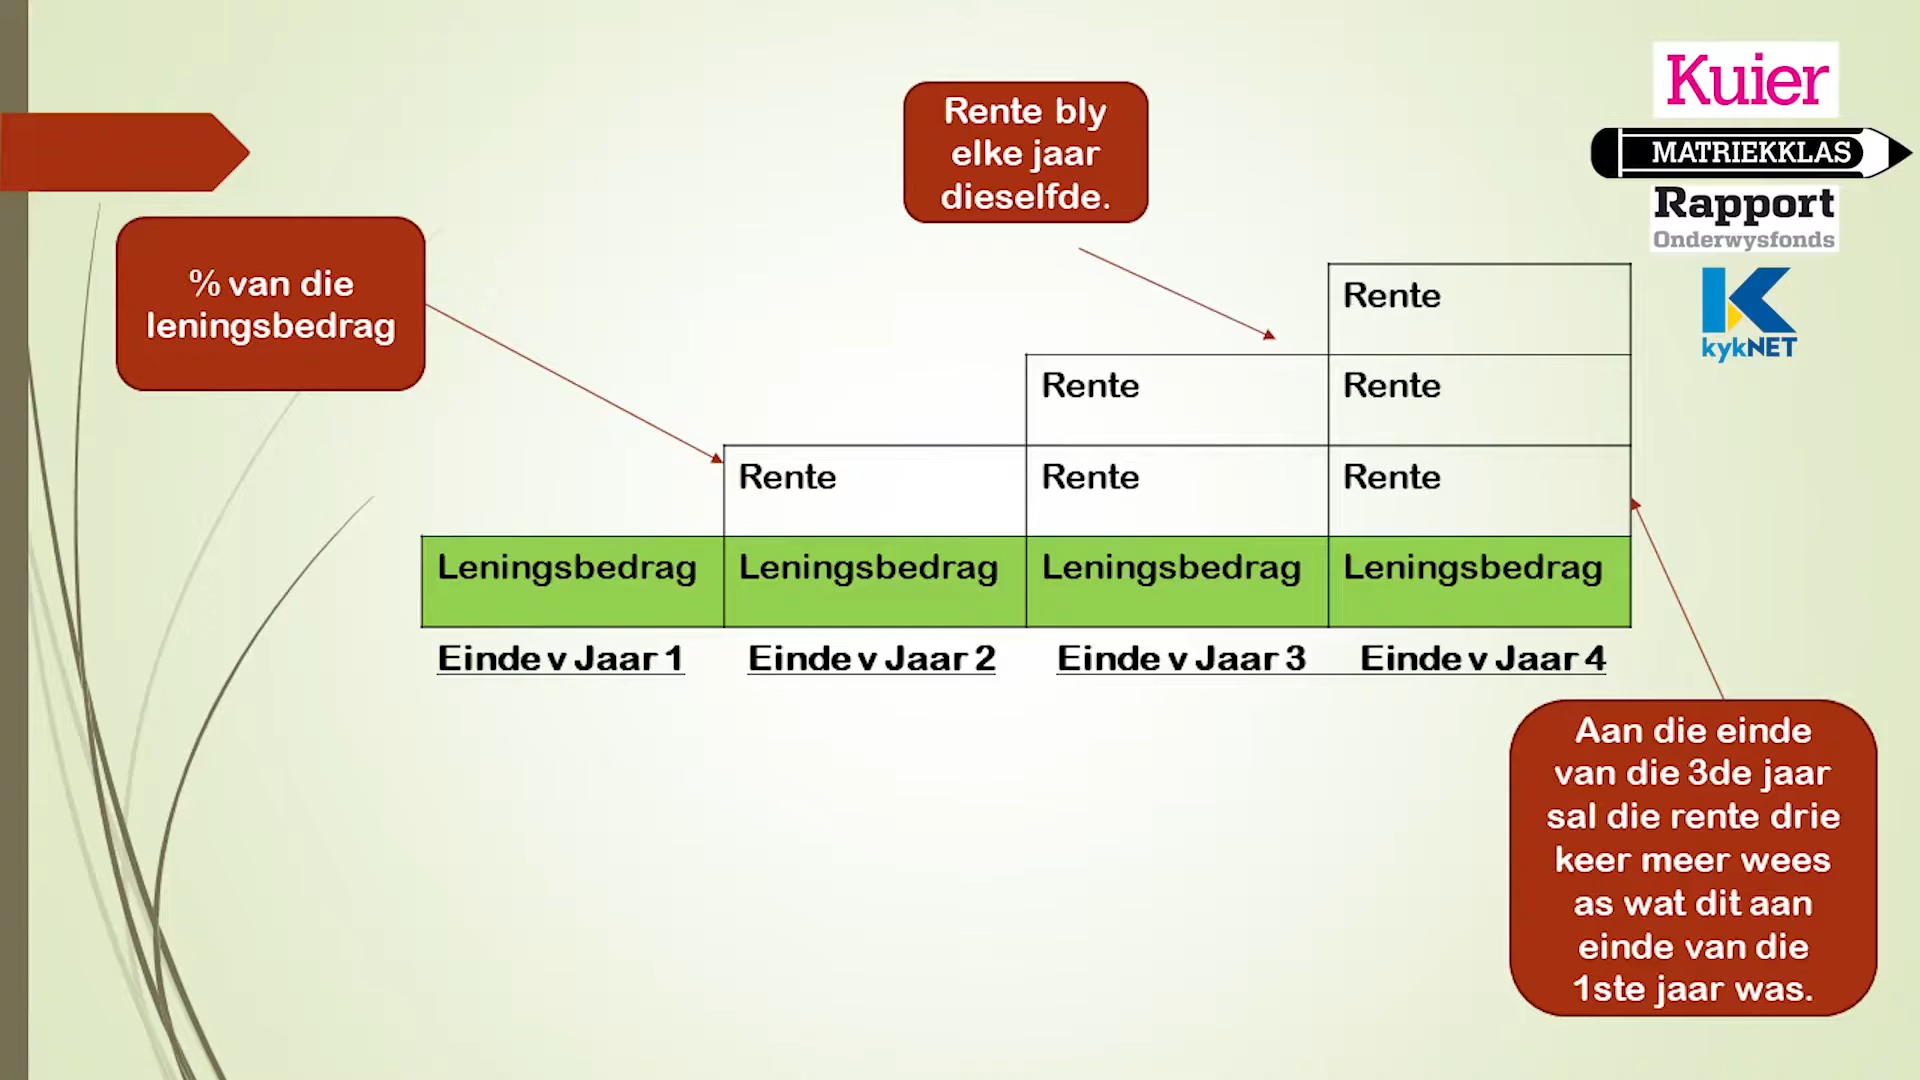 Kuier
MATRIEKKLAS
Rapport
Onderwysfonds
kykNET
Rente bly
elke jaar
dieselfde.
% van die
leningsbedrag
Rente
Rente Rente
Rente Rente Rente
Leningsbedrag Leningsbedrag Leningsbedrag Leningsbedrag
Einde v Jaar 1 Einde v Jaar 2 Einde v Jaar 3 Einde v Jaar 4
Aan die einde
van die 3de jaar
sal die rente drie
keer meer wees
as wat dit aan
einde van die
1ste jaar was.